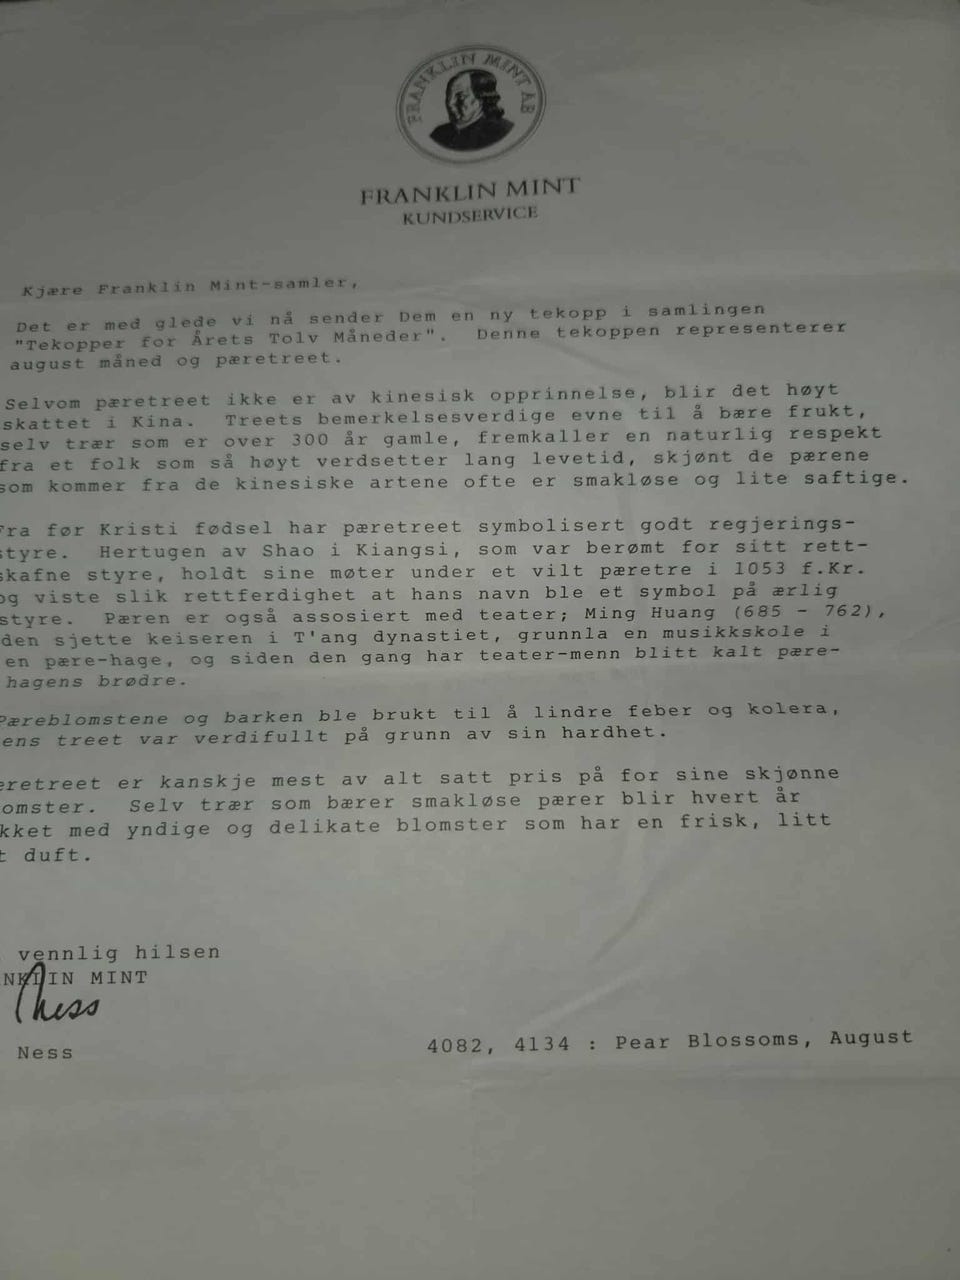 FRANKLIN MINT AB
FRANKLIN MINT
KUNDSERVICE
Kjære Franklin Mint-samler,
Det er med glede vi nå sender Dem en ny tekopp i samlingen
"Tekopper for Årets Tolv Måneder". Denne tekoppen representerer
august måned og pæretreet.
Selvom pæretreet ikke er av kinesisk opprinnelse, blir det høyt
skattet i Kina. Treets bemerkelsesverdige evne til å bære frukt,
selv trær som er over 300 år gamle, fremkaller en naturlig respekt
fra et folk som så høyt verdsetter lang levetid, skjønt de pærene
som kommer fra de kinesiske artene ofte er smakløse og lite saftige.
Fra før Kristi fødsel har pæretreet symbolisert godt regjerings-
styre. Hertugen av Shao i Kiangsi, som var berømt for sitt rett-
skafne styre, holdt sine møter under et vilt pæretre i 1053 f.Kr.
og viste slik rettferdighet at hans navn ble et symbol på ærlig
styre. Pæren er også assosiert med teater; Ming Huang (685 - 762),
den sjette keiseren i T'ang dynastiet, grunnla en musikkskole i
en pære-hage, og siden den gang har teater-menn blitt kalt pære-
hagens brødre.
Pæreblomstene og barken ble brukt til å lindre feber og kolera,
ens treet var verdifullt på grunn av sin hardhet.
eretreet er kanskje mest av alt satt pris på for sine skjønne
omster. Selv trær som bærer smakløse pærer blir hvert år
kket med yndige og delikate blomster som har en frisk, litt
t duft.
vennlig hilsen
NKLIN MINT
Ness
Ness
4082, 4134 : Pear Blossoms, August